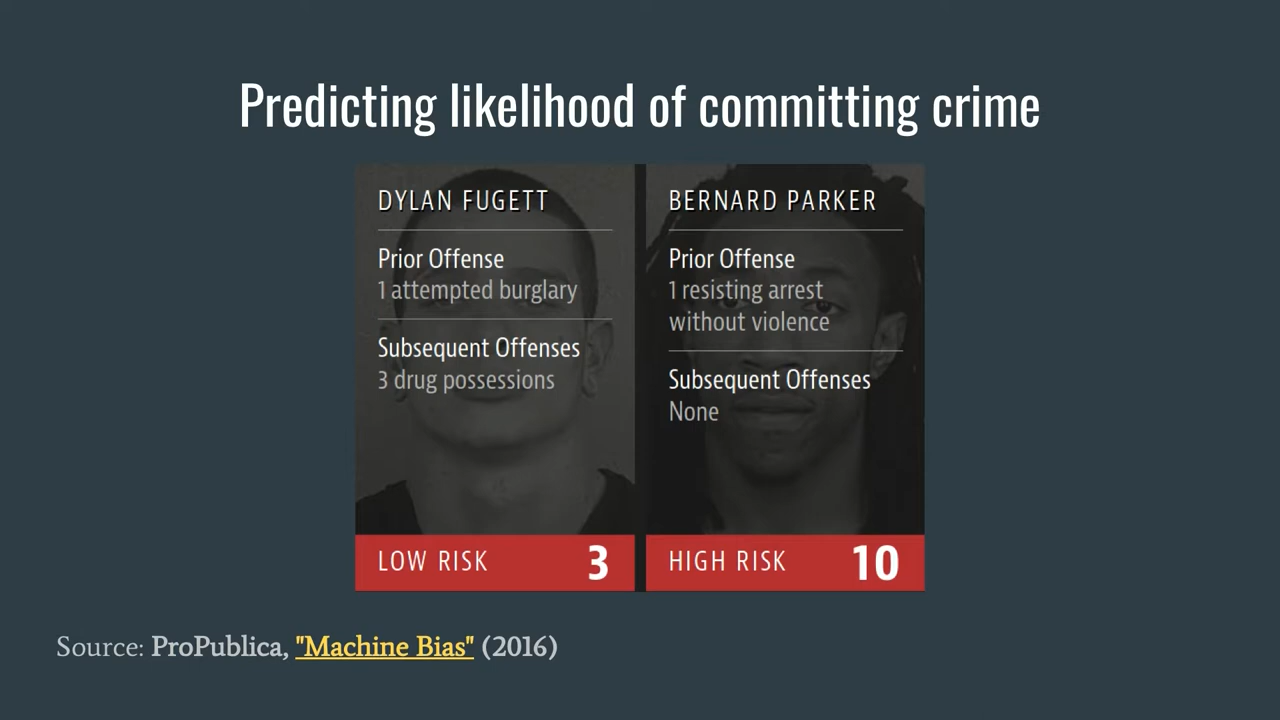 Predicting likelihood of committing crime
DYLAN FUGETT
Prior Offense
1 attempted burglary
Subsequent Offenses
3 drug possessions
LOW RISK 3
BERNARD PARKER
Prior Offense
1 resisting arrest
without violence
Subsequent Offenses
None
HIGH RISK 10
Source: ProPublica, "Machine Bias" (2016)